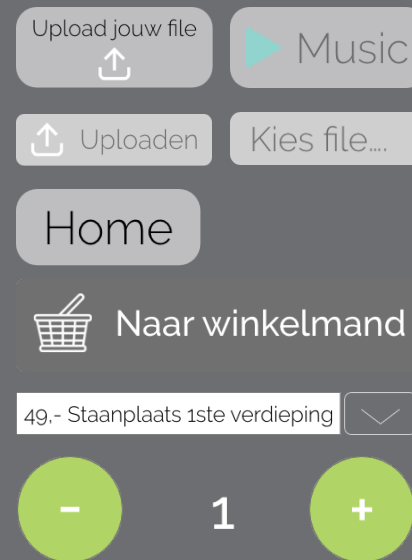 Upload jouw file
Music
Uploaden
Kies file....
Home
Naar winkelmand
49,- Staanplaats 1ste verdieping
- 1 +